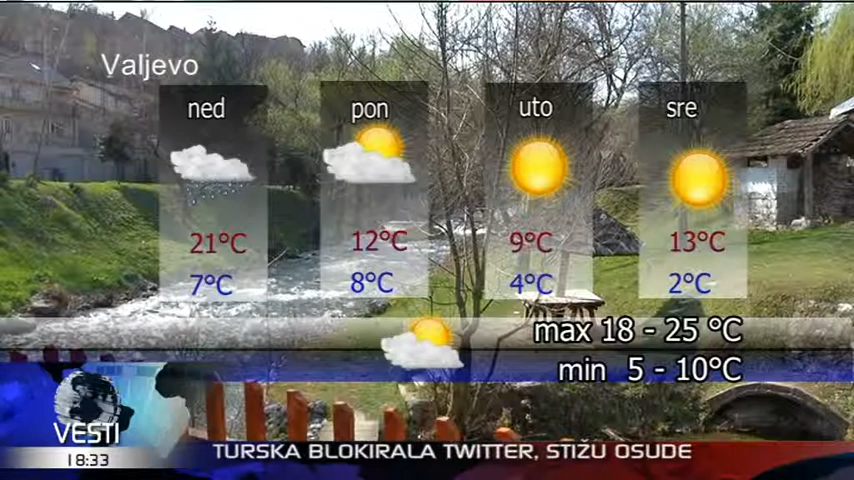 Valjevo
ned pon uto sre
21°C 12°C 9°C 13°C
7°C 8°C 4°C 2°C
max 18 - 25 °C
min 5 - 10°C
VESTI
18:33
TURSKA BLOKIRALA TWITTER, STIŽU OSUDE